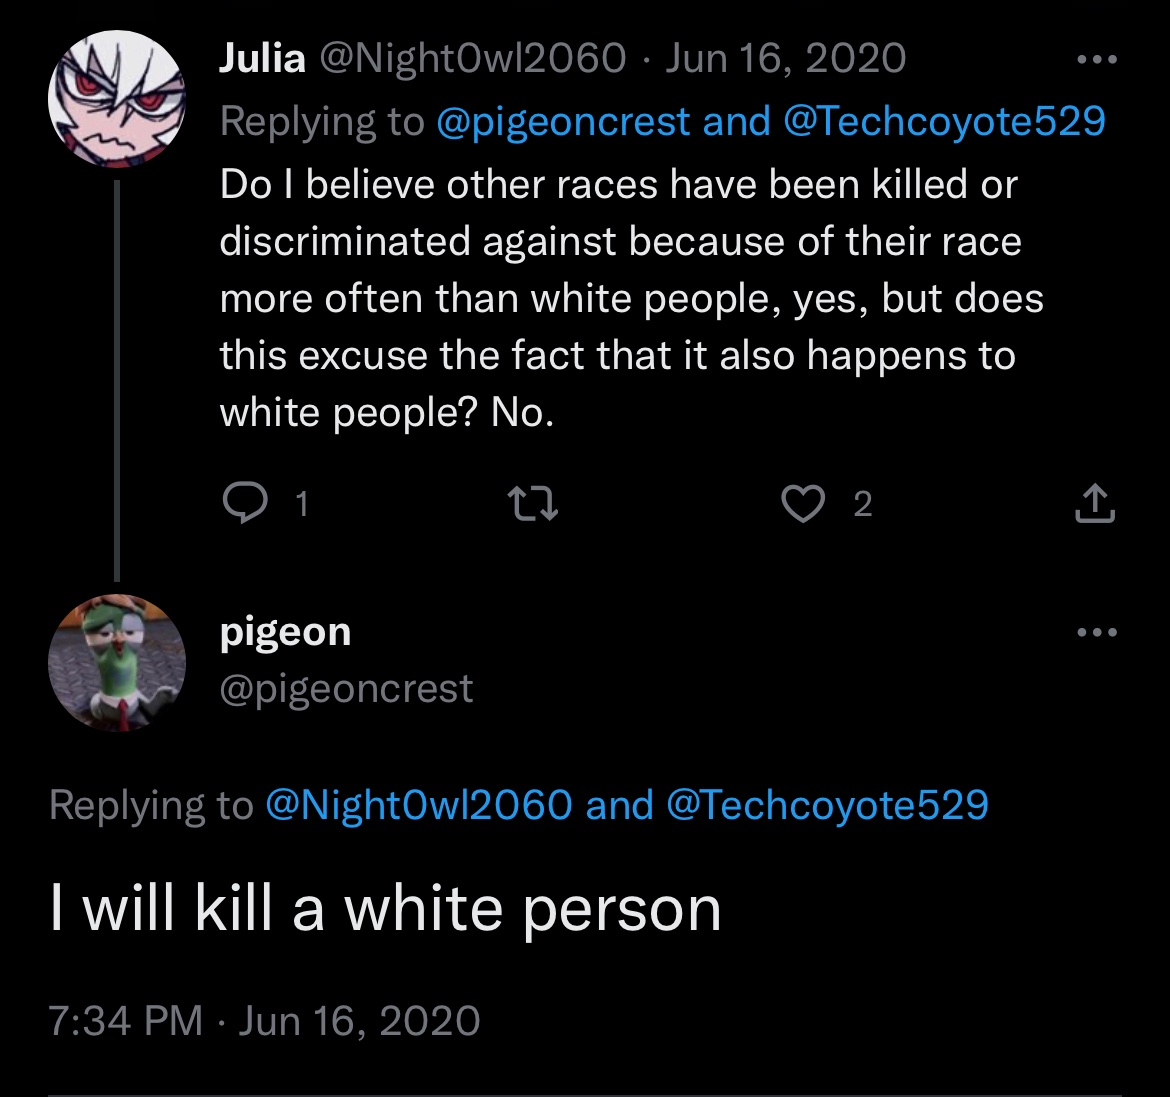 Julia @Night0wl2060 · Jun 16, 2020
Replying to @pigeoncrest and @Techcoyote529
Do I believe other races have been killed or
discriminated against because of their race
more often than white people, yes, but does
this excuse the fact that it also happens to
white people? No.
1 2
pigeon
@pigeoncrest
Replying to @Night0wl2060 and @Techcoyote529
I will kill a white person
7:34 PM · Jun 16, 2020